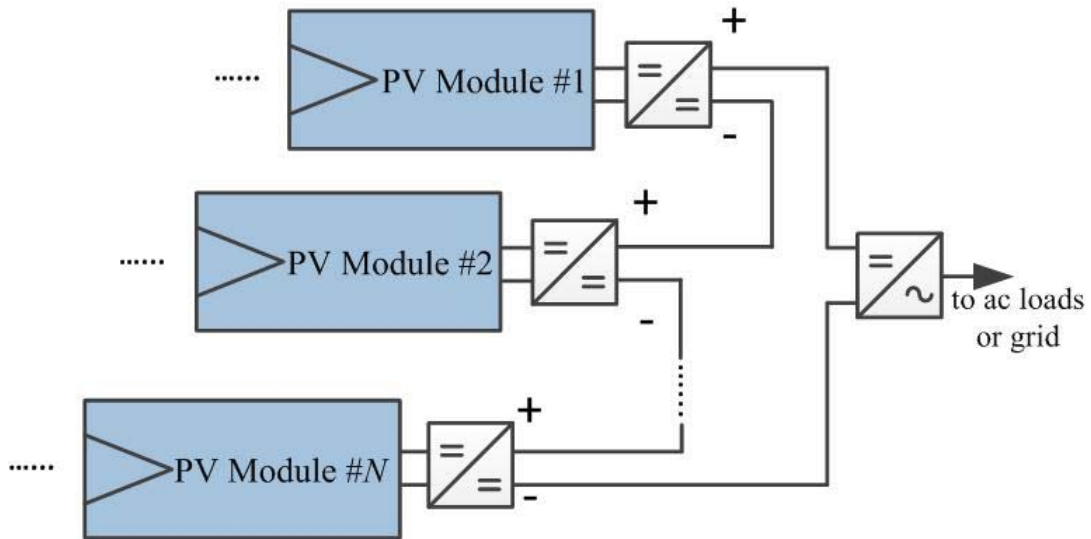 +
...... PV Module #1
-
+
...... PV Module #2
-
to ac loads
or grid
+
...... PV Module #N
-